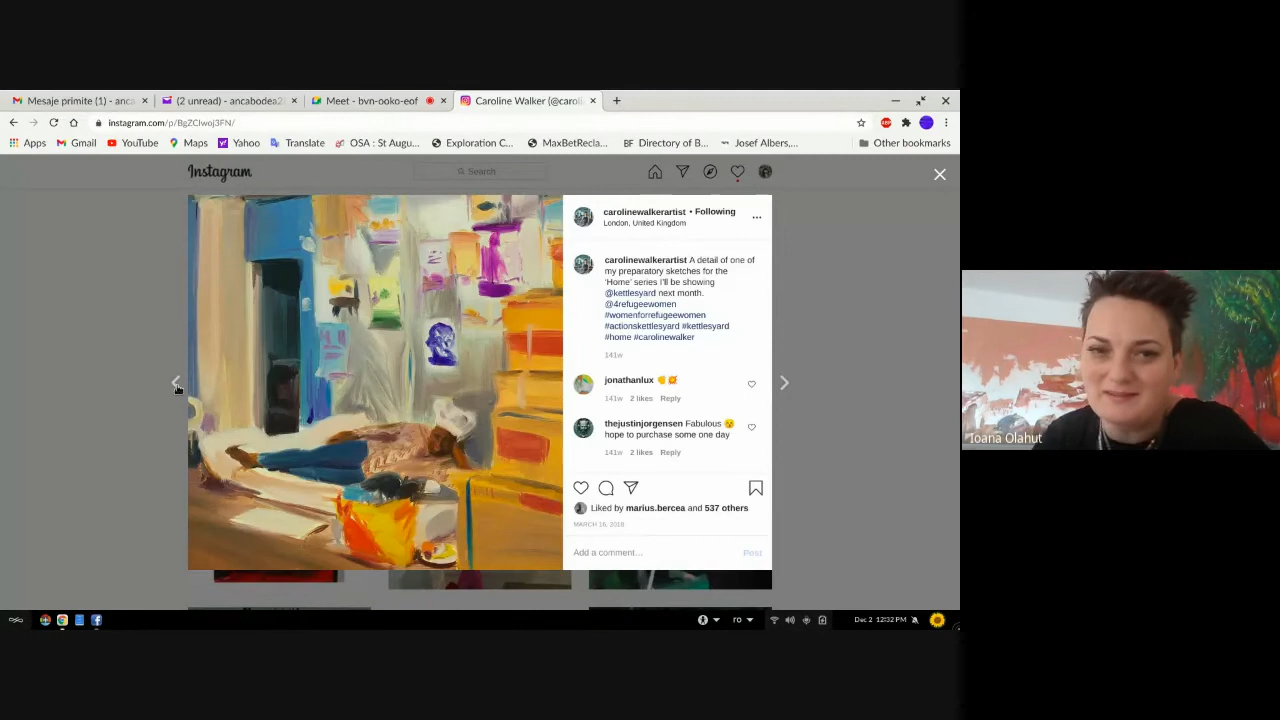 Mesaje primite (1) - anca
(2 unread) - ancabodea2
Meet - bvn-ooko-eof
Caroline Walker (@caroli
instagram.com/p/BgZCIwoj3FN/
Apps
Gmail
YouTube
Maps
Yahoo
Translate
OSA : St Augu...
Exploration C...
MaxBetRecla...
BF Directory of B...
Josef Albers,...
Other bookmarks
Instagram
Search
carolinewalkerartist • Following
London, United Kingdom
carolinewalkerartist A detail of one of
my preparatory sketches for the
'Home' series I'll be showing
@kettlesyard next month.
@4refugeewomen
#womenforrefugeewomen
#actionskettlesyard #kettlesyard
#home #carolinewalker
141w
jonathanlux
141w 2 likes Reply
thejustinjorgensen Fabulous
hope to purchase some one day
141w 2 likes Reply
Liked by marius.bercea and 537 others
MARCH 16, 2018
Add a comment...
Post
Ioana Olahut
ro
Dec 2 12:32 PM